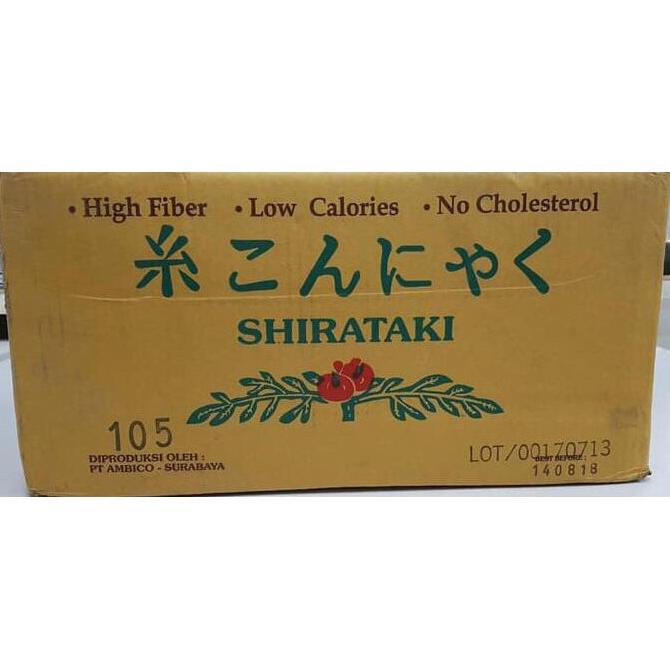 • High Fiber • Low Calories • No Cholesterol
糸こんにゃく
SHIRATAKI
105
DIPRODUKSI OLEH :
PT AMBICO - SURABAYA
LOT/00170713
BEST BEFORE :
140818